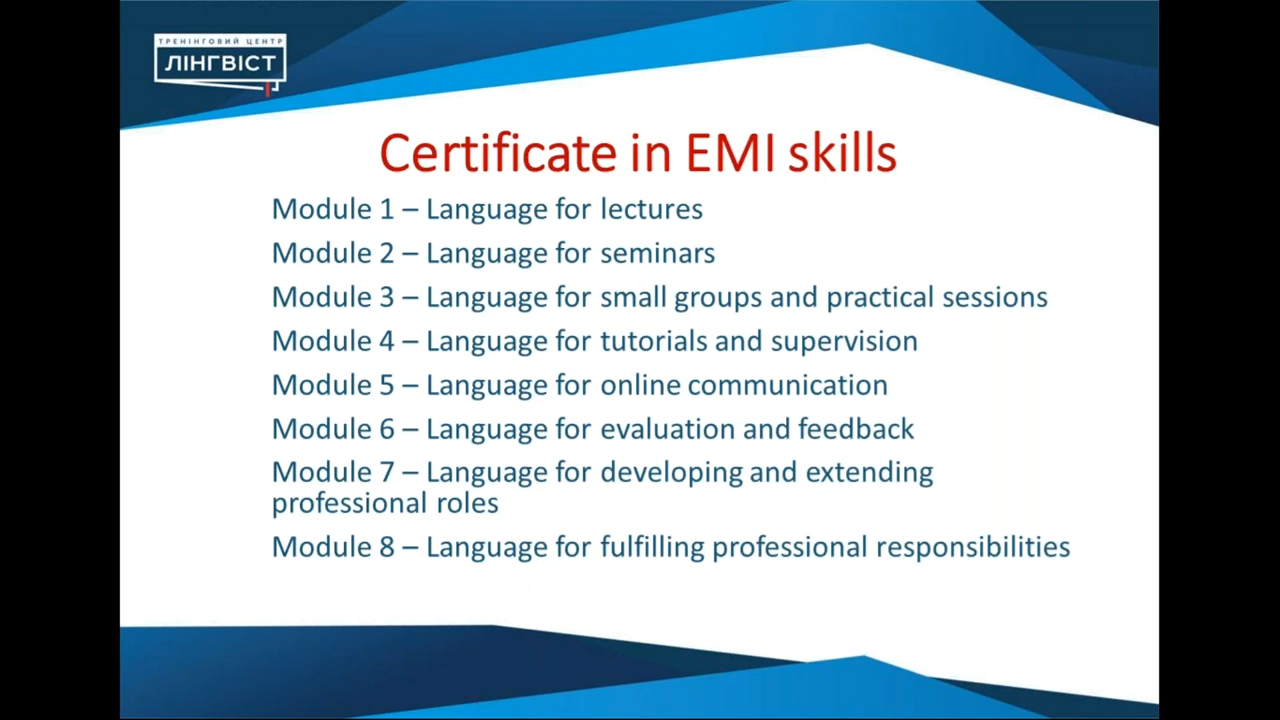 ТРЕНІНГОВИЙ ЦЕНТР
ЛІНГВІСТ
Certificate in EMI skills
Module 1 – Language for lectures
Module 2 – Language for seminars
Module 3 – Language for small groups and practical sessions
Module 4 – Language for tutorials and supervision
Module 5 – Language for online communication
Module 6 – Language for evaluation and feedback
Module 7 – Language for developing and extending
professional roles
Module 8 – Language for fulfilling professional responsibilities